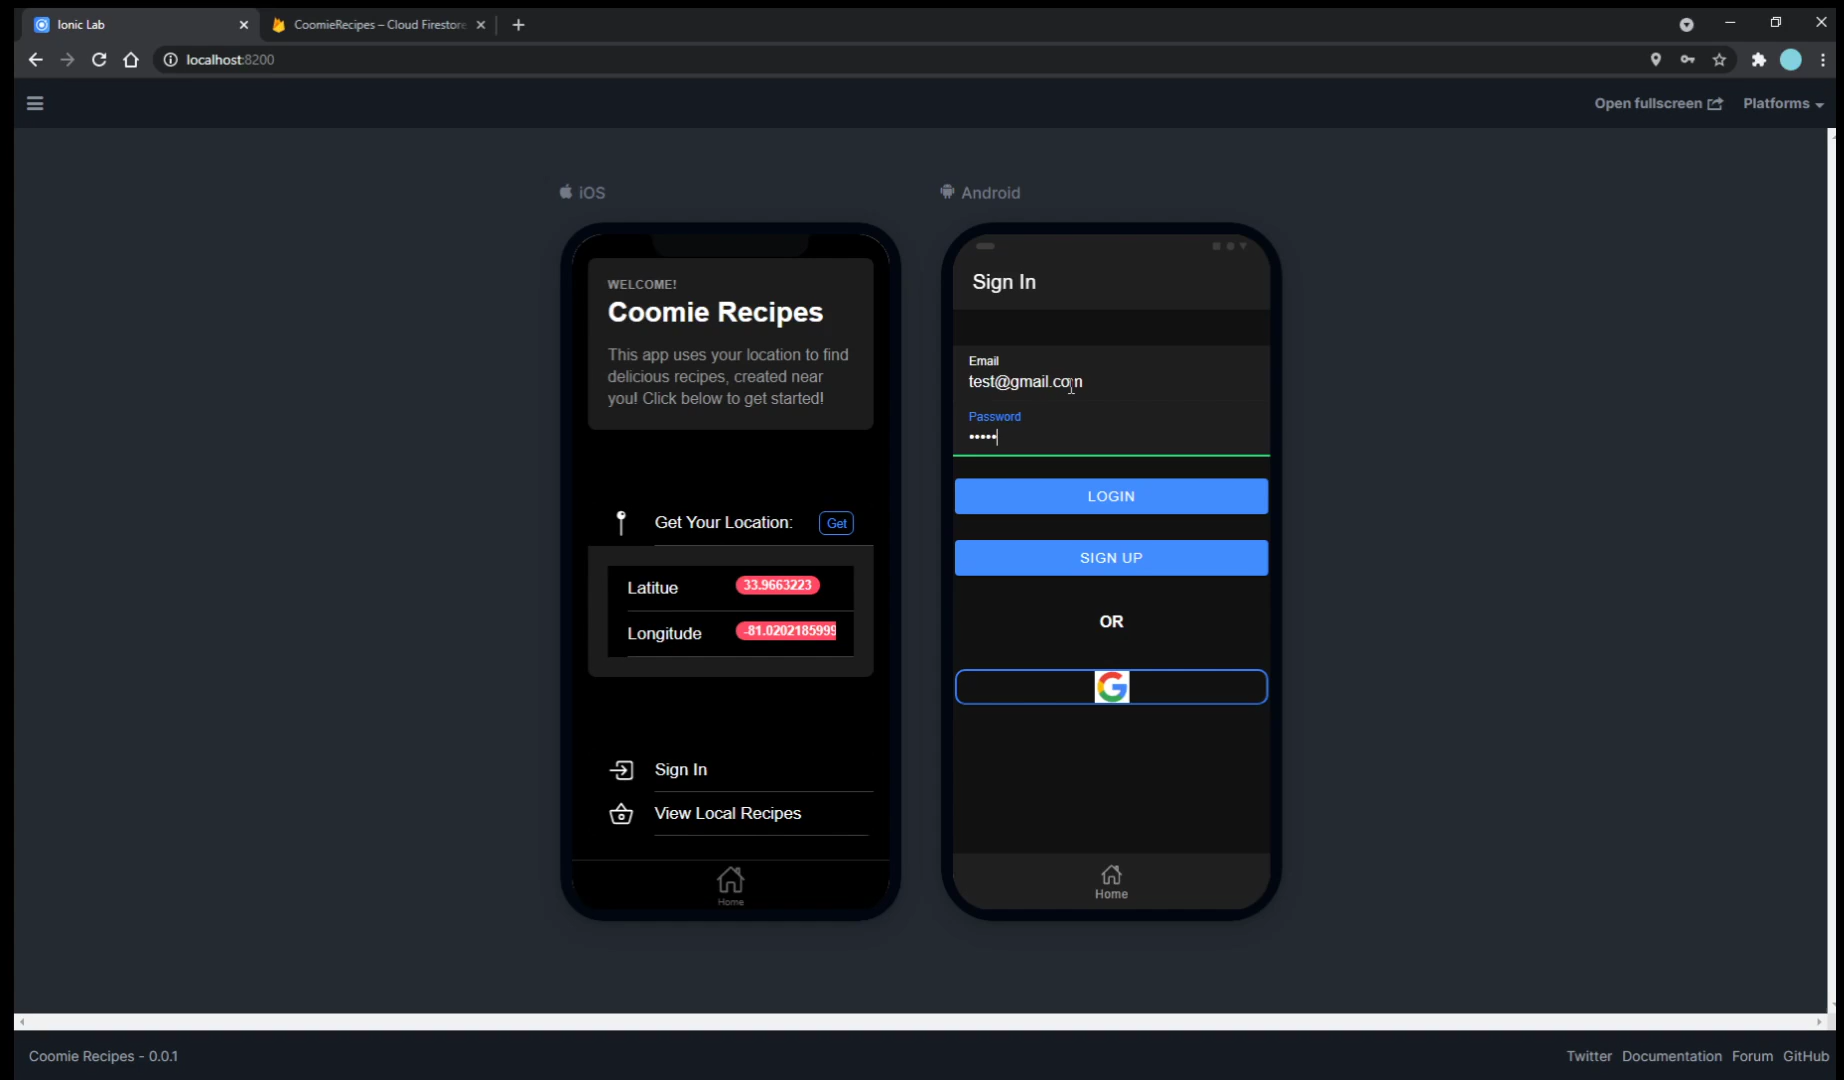 Ionic Lab
CoomieRecipes – Cloud Firestore
localhost:8200
Open fullscreen
Platforms
iOS
WELCOME!
Coomie Recipes
This app uses your location to find
delicious recipes, created near
you! Click below to get started!
Get Your Location:
Get
Latitue
33.9663223
Longitude
-81.0202185999
Sign In
View Local Recipes
Home
Android
Sign In
Email
test@gmail.com
Password
•••••
LOGIN
SIGN UP
OR
G
Home
Coomie Recipes - 0.0.1
Twitter Documentation Forum GitHub